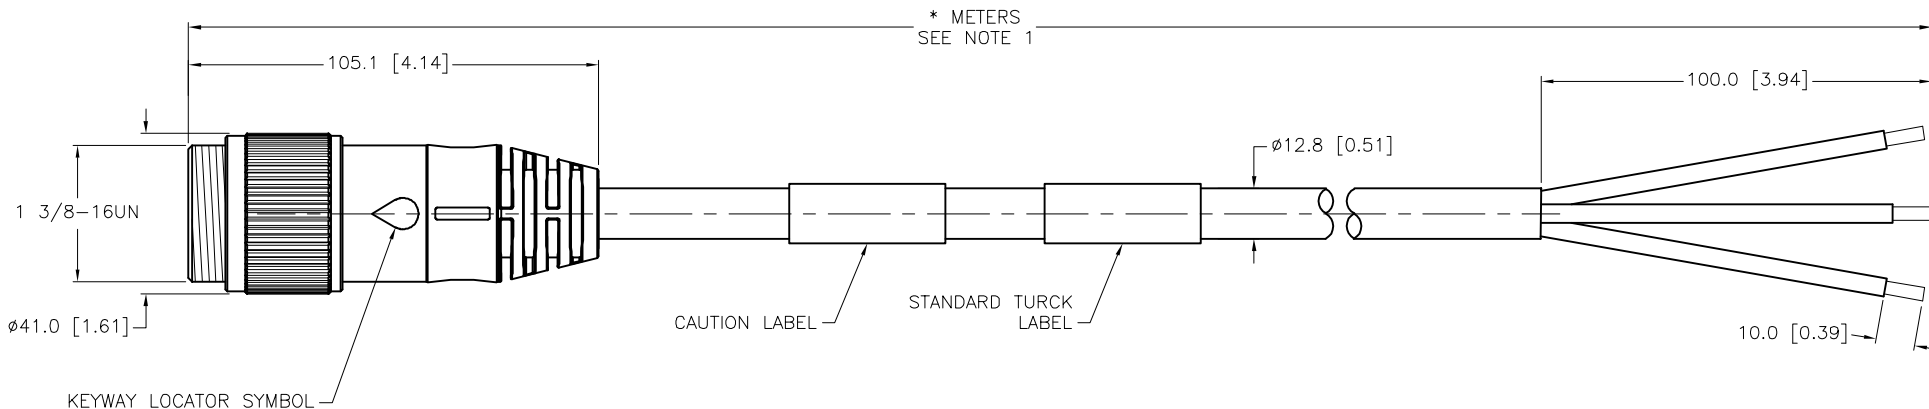 * METERS
SEE NOTE 1
105.1 [4.14]
100.0 [3.94]
ø12.8 [0.51]
1 3/8-16UN
ø41.0 [1.61]
CAUTION LABEL
STANDARD TURCK
LABEL
10.0 [0.39]
KEYWAY LOCATOR SYMBOL